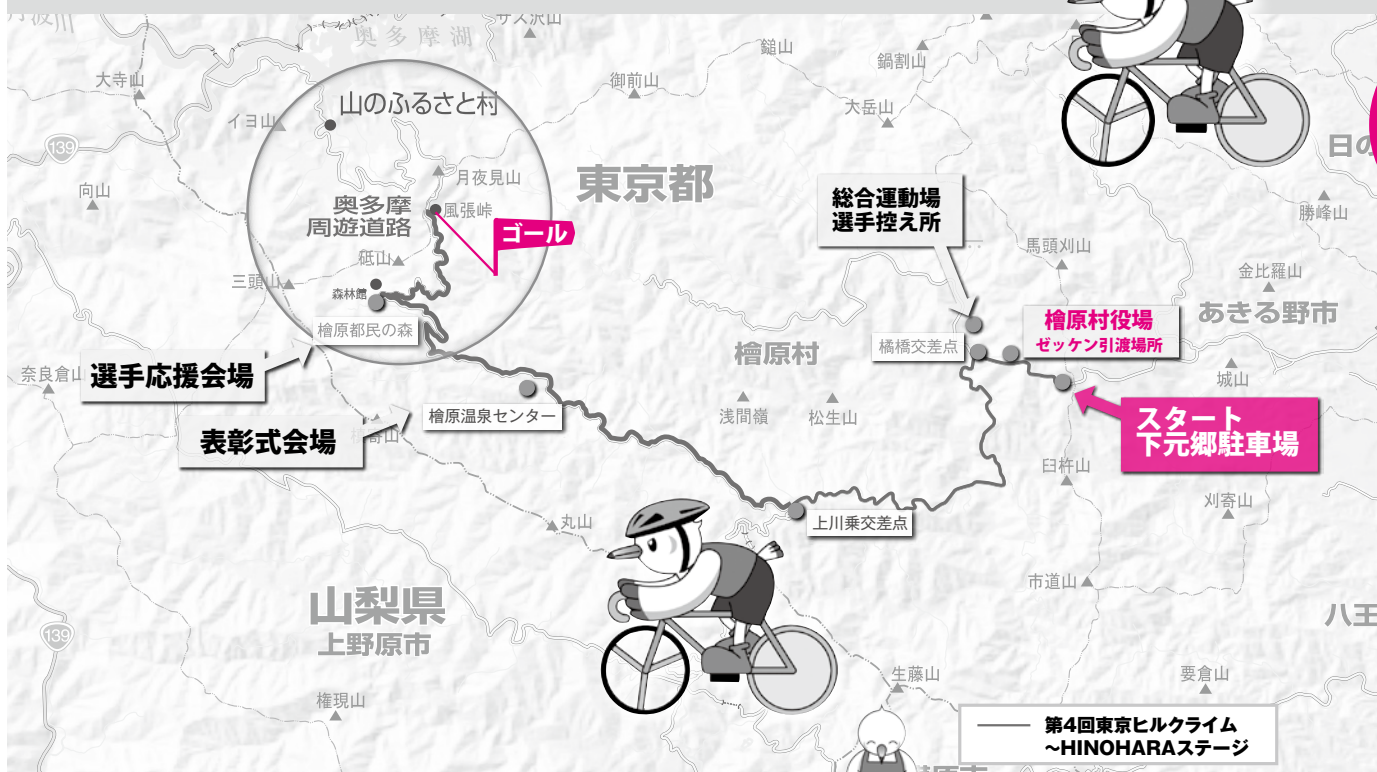 奥多摩湖
鎧山
鍋割山
大寺山
御前山
大岳山
山のふるさと村
イヨ山
139
日の
向山
月夜見山
東京都
総合運動場
選手控え所
奥多摩
周遊道路
風張峠
ゴール
勝峰山
馬頭刈山
砥山
三頭山
金比羅山
森林館
あきる野市
檜原都民の森
檜原村役場
ゼッケン引渡場所
橘橋交差点
檜原村
奈良倉山
選手応援会場
城山
檜原温泉センター
浅間嶺
松生山
スタート
下元郷駐車場
表彰式会場
臼杵山
刈寄山
丸山
上川乗交差点
市道山
山梨県
上野原市
八王
139
生藤山
要倉山
権現山
第4回東京ヒルクライム
~HINOHARAステージ